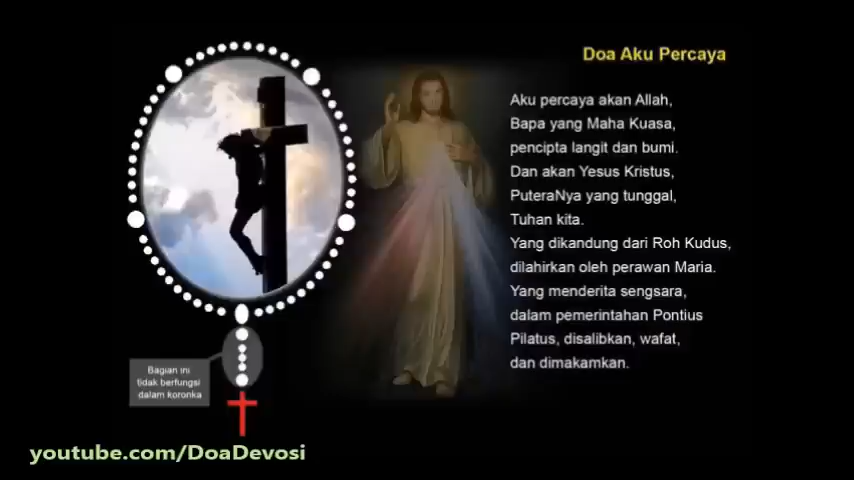 Doa Aku Percaya
Aku percaya akan Allah,
Bapa yang Maha Kuasa,
pencipta langit dan bumi.
Dan akan Yesus Kristus,
PuteraNya yang tunggal,
Tuhan kita.
Yang dikandung dari Roh Kudus,
dilahirkan oleh perawan Maria.
Yang menderita sengsara,
dalam pemerintahan Pontius
Pilatus, disalibkan, wafat,
dan dimakamkan.
Bagian ini
tidak berfungsi
dalam koronka
youtube.com/DoaDevosi